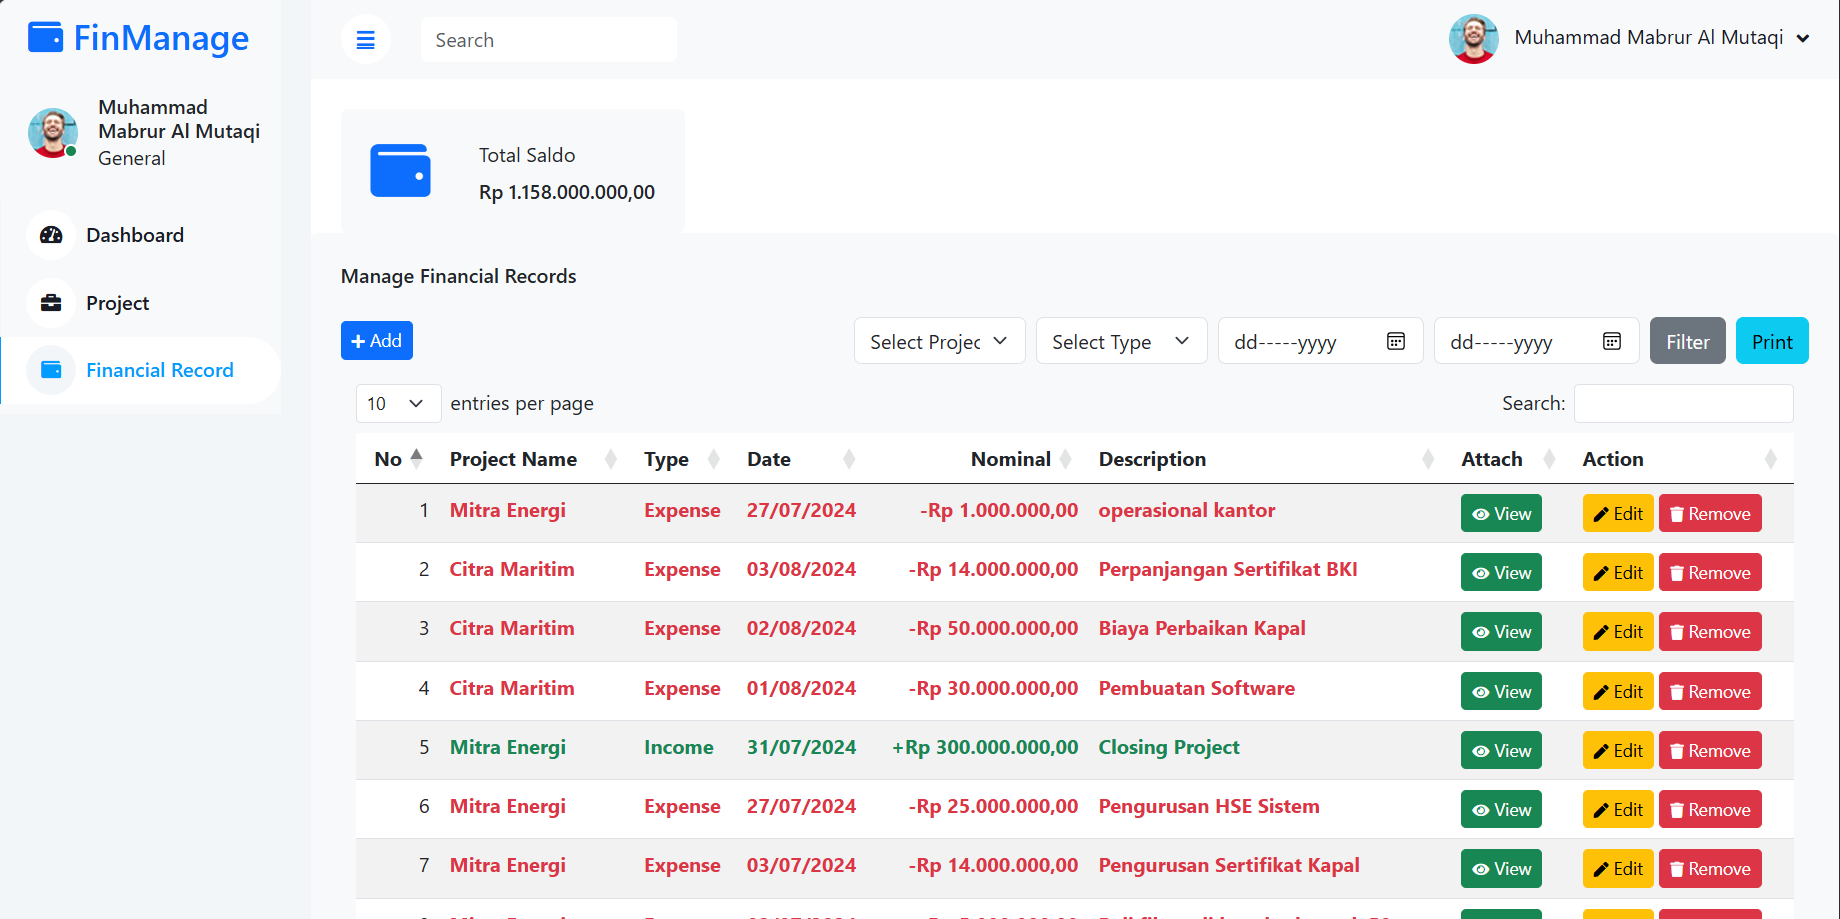 FinManage
Search
Muhammad Mabrur Al Mutaqi
Muhammad
Mabrur Al Mutaqi
General
Dashboard
Project
Financial Record
Total Saldo
Rp 1.158.000.000,00
Manage Financial Records
Add
Select Projec
Select Type
dd-----yyyy
dd-----yyyy
Filter
Print
10 entries per page
Search:
No Project Name Type Date Nominal Description Attach Action
1 Mitra Energi Expense 27/07/2024 -Rp 1.000.000,00 operasional kantor View Edit Remove
2 Citra Maritim Expense 03/08/2024 -Rp 14.000.000,00 Perpanjangan Sertifikat BKI View Edit Remove
3 Citra Maritim Expense 02/08/2024 -Rp 50.000.000,00 Biaya Perbaikan Kapal View Edit Remove
4 Citra Maritim Expense 01/08/2024 -Rp 30.000.000,00 Pembuatan Software View Edit Remove
5 Mitra Energi Income 31/07/2024 +Rp 300.000.000,00 Closing Project View Edit Remove
6 Mitra Energi Expense 27/07/2024 -Rp 25.000.000,00 Pengurusan HSE Sistem View Edit Remove
7 Mitra Energi Expense 03/07/2024 -Rp 14.000.000,00 Pengurusan Sertifikat Kapal View Edit Remove